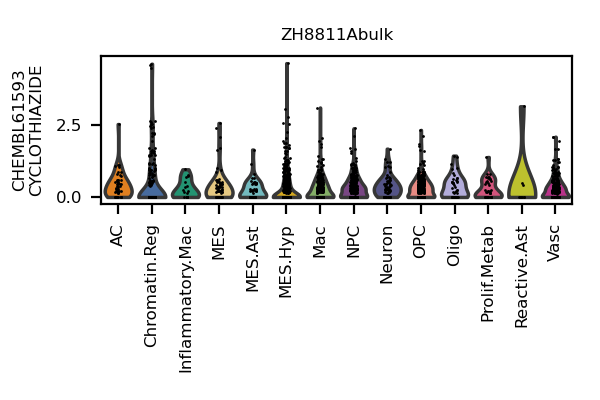 ZH8811Abulk
CHEMBL61593
CYCLOTHIAZIDE
2.5
0.0
AC
Chromatin.Reg
Inflammatory.Mac
MES
MES.Ast
MES.Hyp
Mac
NPC
Neuron
OPC
Oligo
Prolif.Metab
Reactive.Ast
Vasc